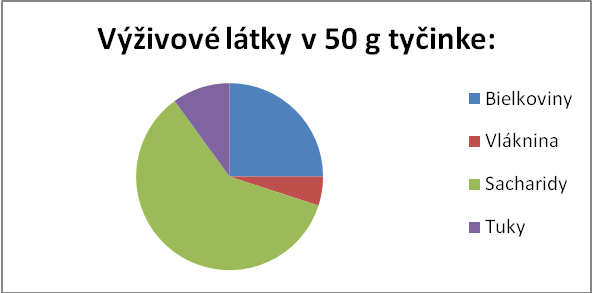 Výživové látky v 50 g tyčinke:
Bielkoviny
Vláknina
Sacharidy
Tuky